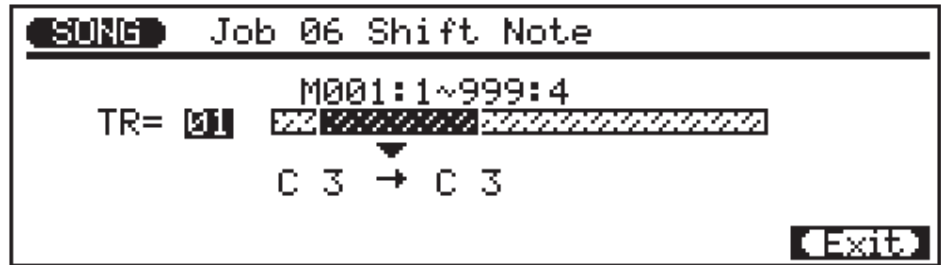 SONG Job 06 Shift Note
M001:1~999:4
TR= 01
C 3 → C 3
Exit